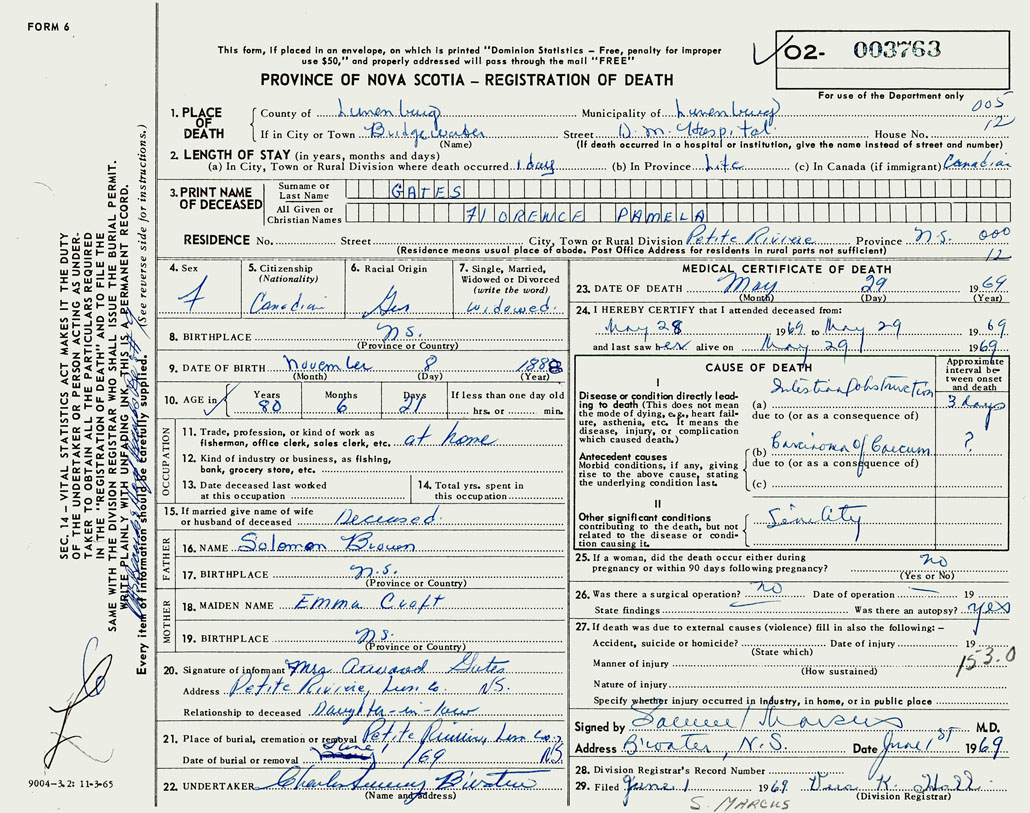 FORM 6
This form, if placed in an envelope, on which is printed "Dominion Statistics – Free, penalty for improper
use $50," and properly addressed will pass through the mail "FREE"
PROVINCE OF NOVA SCOTIA – REGISTRATION OF DEATH
02- 003763
For use of the Department only
005
12
1. PLACE OF DEATH
County of Lunenburg Municipality of Lunenburg
If in City or Town Bridgewater Street D. M. Hospital House No.
(Name) (If death occurred in a hospital or institution, give the name instead of street and number)
2. LENGTH OF STAY (in years, months and days)
(a) In City, Town or Rural Division where death occurred 1 day (b) In Province Life (c) In Canada (if immigrant) Canadian
3. PRINT NAME OF DECEASED
Surname or Last Name GATES
All Given or Christian Names FLORENCE PAMELA
RESIDENCE No. Street City, Town or Rural Division Petite Riviere Province N.S. 000
(Residence means usual place of abode. Post Office Address for residents in rural parts not sufficient) 12
4. Sex F
5. Citizenship (Nationality) Canadian
6. Racial Origin
7. Single, Married, Widowed or Divorced (write the word) widowed.
8. BIRTHPLACE N.S.
(Province or Country)
9. DATE OF BIRTH November 8 1888
(Month) (Day) (Year)
10. AGE in Years 80 Months 6 Days 21 If less than one day old hrs. or min.
OCCUPATION
11. Trade, profession, or kind of work as
fisherman, office clerk, sales clerk, etc. at home
12. Kind of industry or business, as fishing,
bank, grocery store, etc.
13. Date deceased last worked
at this occupation
14. Total yrs. spent in
this occupation
15. If married give name of wife
or husband of deceased Deceased
FATHER
16. NAME Solomon Brown
17. BIRTHPLACE N.S.
(Province or Country)
MOTHER
18. MAIDEN NAME Emma Croft
19. BIRTHPLACE N.S.
(Province or Country)
20. Signature of informant Mrs. Gates
Address Petite Riviere, Lun. Co. N.S.
Relationship to deceased Daughter-in-law
21. Place of burial, cremation or removal Petite Riviere, Lun. Co., N.S.
Date of burial or removal June 1 /69
22. UNDERTAKER B'water
(Name and address)
MEDICAL CERTIFICATE OF DEATH
23. DATE OF DEATH May 29 1969
(Month) (Day) (Year)
24. I HEREBY CERTIFY that I attended deceased from:
May 28 1969 to May 29 1969
and last saw her alive on May 29 1969
CAUSE OF DEATH
Approximate interval between onset and death
I
Disease or condition directly leading to death (This does not mean the mode of dying, e.g. heart failure, asthenia, etc. It means the disease, injury, or complication which caused death.)
(a) Intestinal obstruction 3 days
due to (or as a consequence of)
Antecedent causes
Morbid conditions, if any, giving rise to the above cause, stating the underlying condition last.
(b) Carcinoma of Caecum ?
due to (or as a consequence of)
(c)
II
Other significant conditions
contributing to the death, but not related to the disease or condition causing it.
Senility
25. If a woman, did the death occur either during
pregnancy or within 90 days following pregnancy? no
(Yes or No)
26. Was there a surgical operation? no Date of operation 19
State findings Was there an autopsy? yes
27. If death was due to external causes (violence) fill in also the following: –
Accident, suicide or homicide? Date of injury 19
(State which)
Manner of injury 153.0
(How sustained)
Nature of injury
Specify whether injury occurred in industry, in home, or in public place
Signed by Samuel Marcus M.D.
Address B'water, N.S. Date June 1st 1969
28. Division Registrar's Record Number
29. Filed June 1 1969
(Division Registrar)
S. MARCUS
SEC. 14 – VITAL STATISTICS ACT MAKES IT THE DUTY
OF THE UNDERTAKER OR PERSON ACTING AS UNDER-
TAKER TO OBTAIN ALL THE PARTICULARS REQUIRED
IN THE "REGISTRATION OF DEATH" AND TO FILE THE
SAME WITH THE DIVISION REGISTRAR WHO SHALL ISSUE THE BURIAL PERMIT.
WRITE PLAINLY WITH UNFADING INK. THIS IS A PERMANENT RECORD.
Every item of information should be carefully supplied. (See reverse side for instructions.)
9004-3.2: 11-3-65